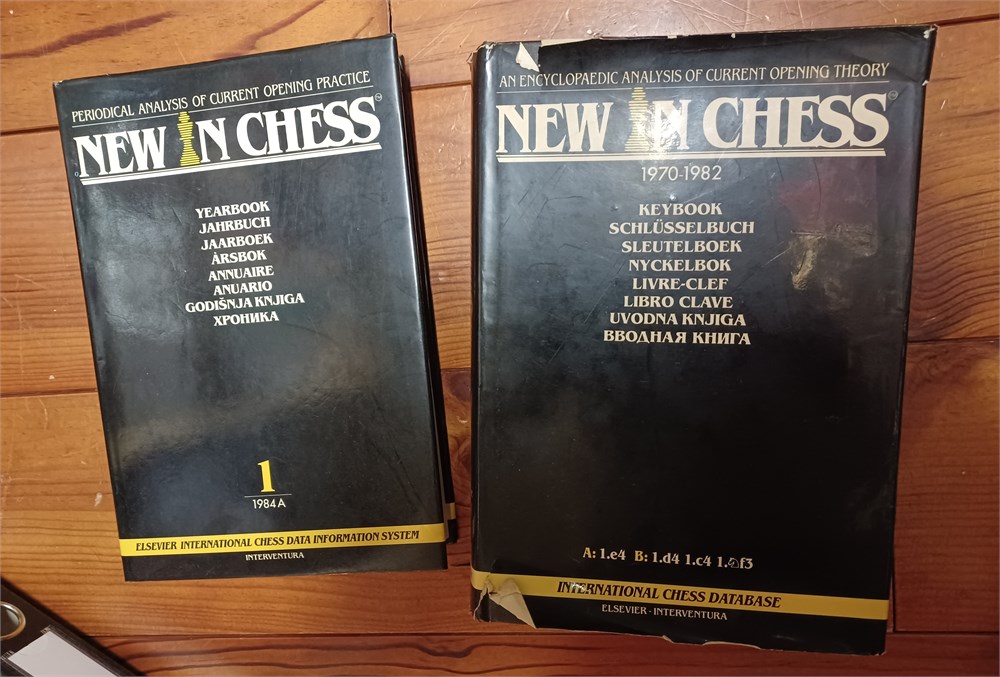 PERIODICAL ANALYSIS OF CURRENT OPENING PRACTICE
NEW IN CHESS™
YEARBOOK
JAHRBUCH
JAARBOEK
ÅRSBOK
ANNUAIRE
ANUARIO
GODIŠNJA KNJIGA
ХРОНИКА
1
1984 A
ELSEVIER INTERNATIONAL CHESS DATA INFORMATION SYSTEM
INTERVENTURA
AN ENCYCLOPAEDIC ANALYSIS OF CURRENT OPENING THEORY
NEW IN CHESS™
1970-1982
KEYBOOK
SCHLÜSSELBUCH
SLEUTELBOEK
NYCKELBOK
LIVRE-CLEF
LIBRO CLAVE
UVODNA KNJIGA
ВВОДНАЯ КНИГА
A: 1.e4 B: 1.d4 1.c4 1.♘f3
INTERNATIONAL CHESS DATABASE
ELSEVIER - INTERVENTURA